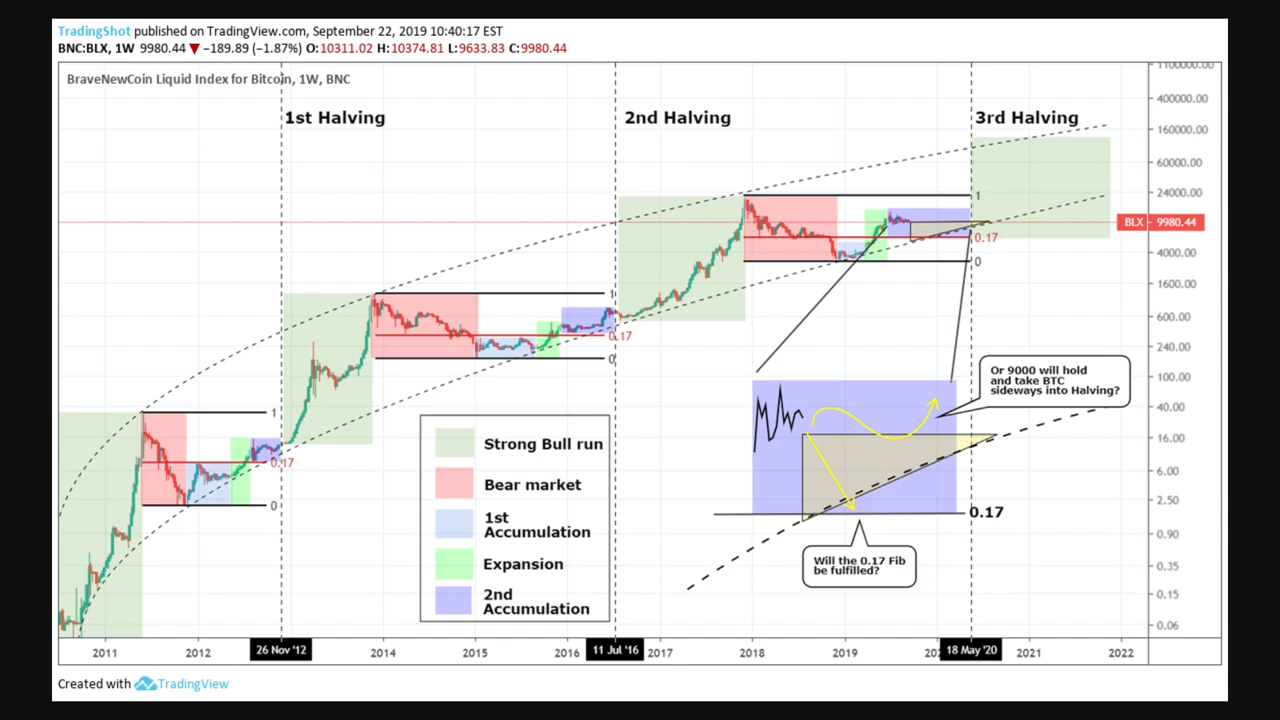 TradingShot published on TradingView.com, September 22, 2019 10:40:17 EST
BNC:BLX, 1W 9980.44 ▼ −189.89 (−1.87%) O:10311.02 H:10374.81 L:9633.83 C:9980.44
BraveNewCoin Liquid Index for Bitcoin, 1W, BNC
1st Halving
2nd Halving
3rd Halving
1100000.00
400000.00
160000.00
60000.00
24000.00
BLX 9980.44
4000.00
1600.00
600.00
240.00
100.00
40.00
16.00
6.00
2.50
0.90
0.35
0.15
0.06
1
0.17
0
1
0.17
0
1
0.17
0
Or 9000 will hold
and take BTC
sideways into Halving?
0.17
Will the 0.17 Fib
be fulfilled?
Strong Bull run
Bear market
1st
Accumulation
Expansion
2nd
Accumulation
2011 2012 26 Nov '12 2014 2015 2016 11 Jul '16 2017 2018 2019 18 May '20 2021 2022
Created with TradingView